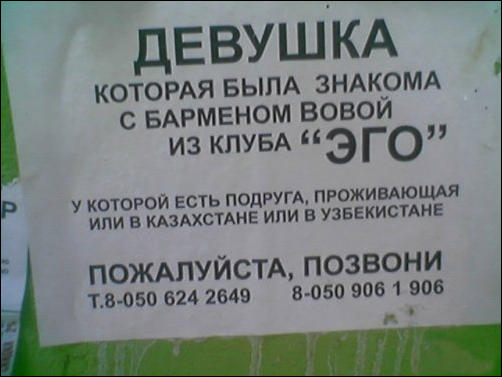 ДЕВУШКА
КОТОРАЯ БЫЛА ЗНАКОМА
С БАРМЕНОМ ВОВОЙ
ИЗ КЛУБА “ЭГО”
У КОТОРОЙ ЕСТЬ ПОДРУГА, ПРОЖИВАЮЩАЯ
ИЛИ В КАЗАХСТАНЕ ИЛИ В УЗБЕКИСТАНЕ
ПОЖАЛУЙСТА, ПОЗВОНИ
Т.8-050 624 2649 8-050 906 1 906
Р